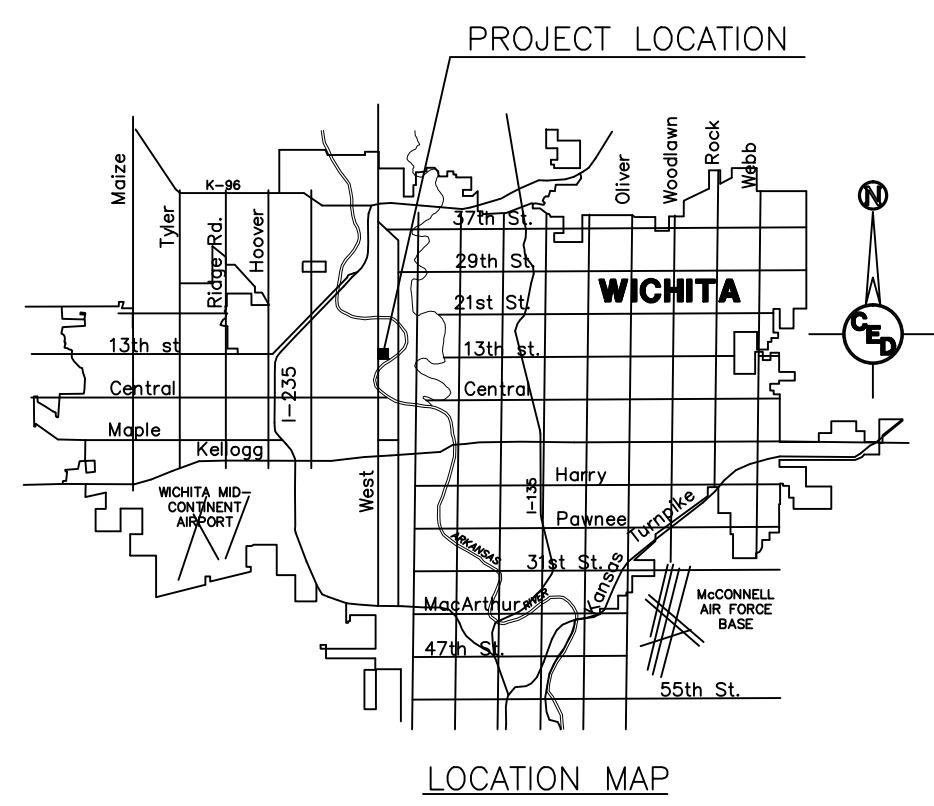 PROJECT LOCATION
Maize
Tyler
Ridge Rd.
Hoover
K-96
Oliver
Woodlawn
Rock
Webb
N
37th St.
29th St.
21st St.
WICHITA
CED
13th st
13th st.
Central
Central
I-235
Maple
Kellogg
West
WICHITA MID-
CONTINENT
AIRPORT
I-135
Harry
Pawnee
Turnpike
Kansas
ARKANSAS
RIVER
31st St.
MacArthur
McCONNELL
AIR FORCE
BASE
47th St.
55th St.
LOCATION MAP